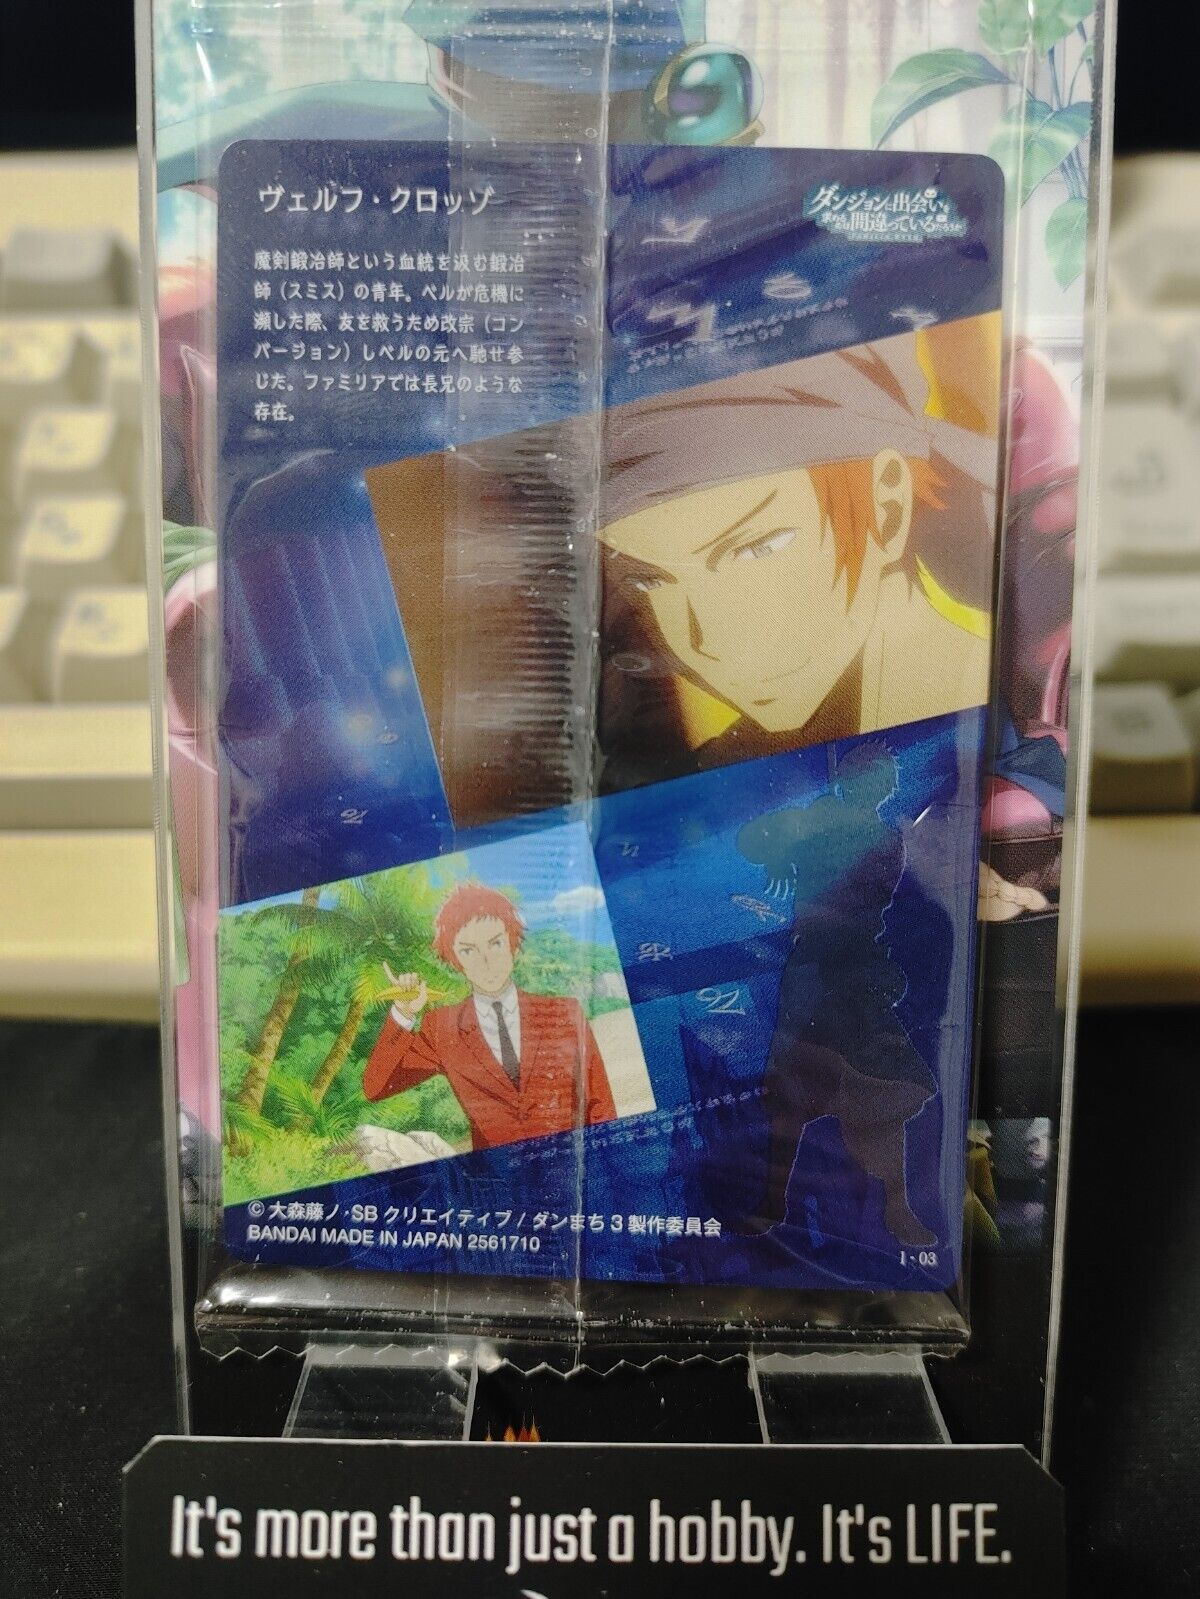 ヴェルフ・クロッゾ
ダンジョンに出会いを
求めるのは間違っているだろうか
魔剣鍛冶師という血統を汲む鍛冶
師（スミス）の青年。ベルが危機に
瀕した際、友を救うため改宗（コン
バージョン）しベルの元へ馳せ参
じた。ファミリアでは長兄のような
存在。
© 大森藤ノ・SB クリエイティブ / ダンまち 3 製作委員会
BANDAI MADE IN JAPAN 2561710
1-03
It's more than just a hobby. It's LIFE.